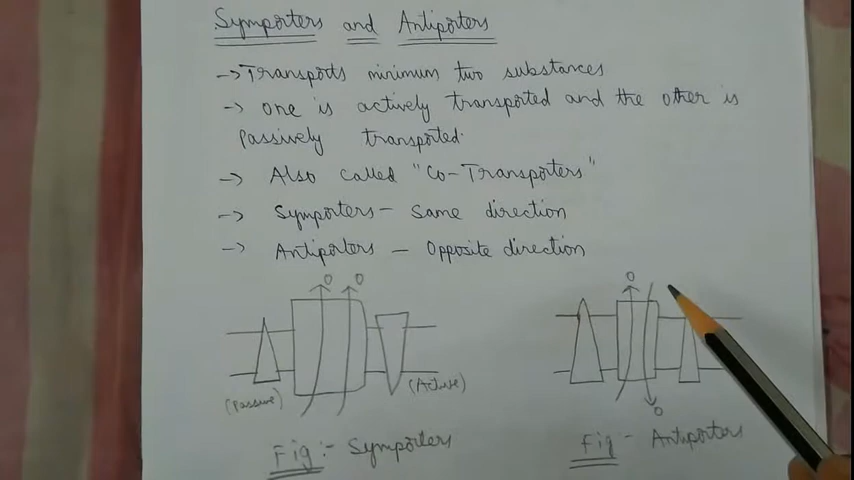 Symporters and Antiporters
→ Transports minimum two substances
→ one is actively transported and the other is
Passively transported.
→ Also called "Co-Transporters"
→ Symporters - Same direction
→ Antiporters - Opposite direction
(Passive)
(Active)
Fig :- Symporters
Fig - Antiporters